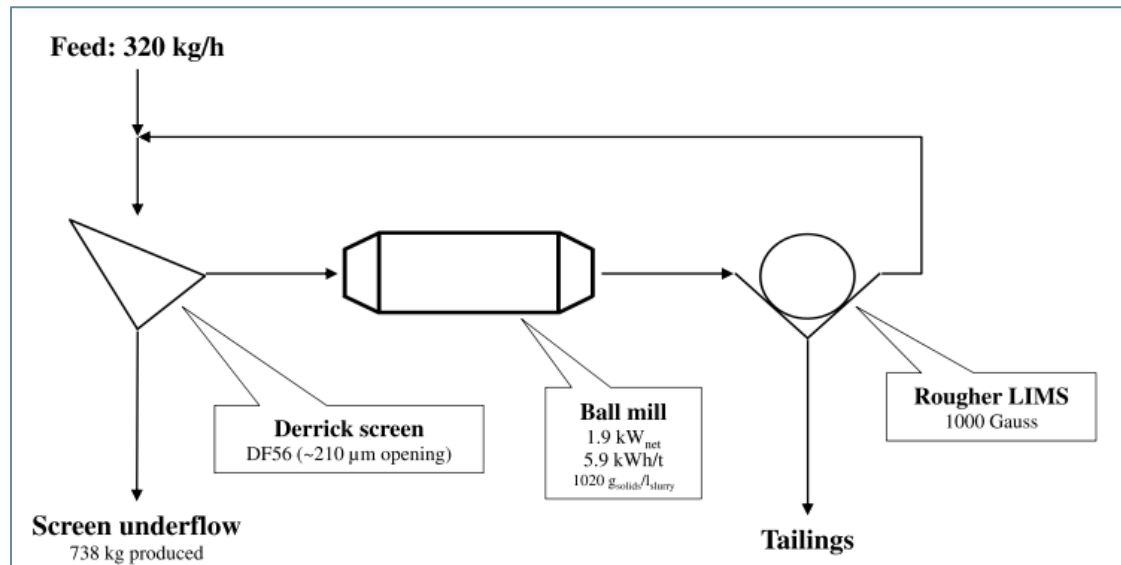 Feed: 320 kg/h
Derrick screen
DF56 (~210 µm opening)
Ball mill
1.9 kWnet
5.9 kWh/t
1020 gsolids/lslurry
Rougher LIMS
1000 Gauss
Screen underflow
738 kg produced
Tailings